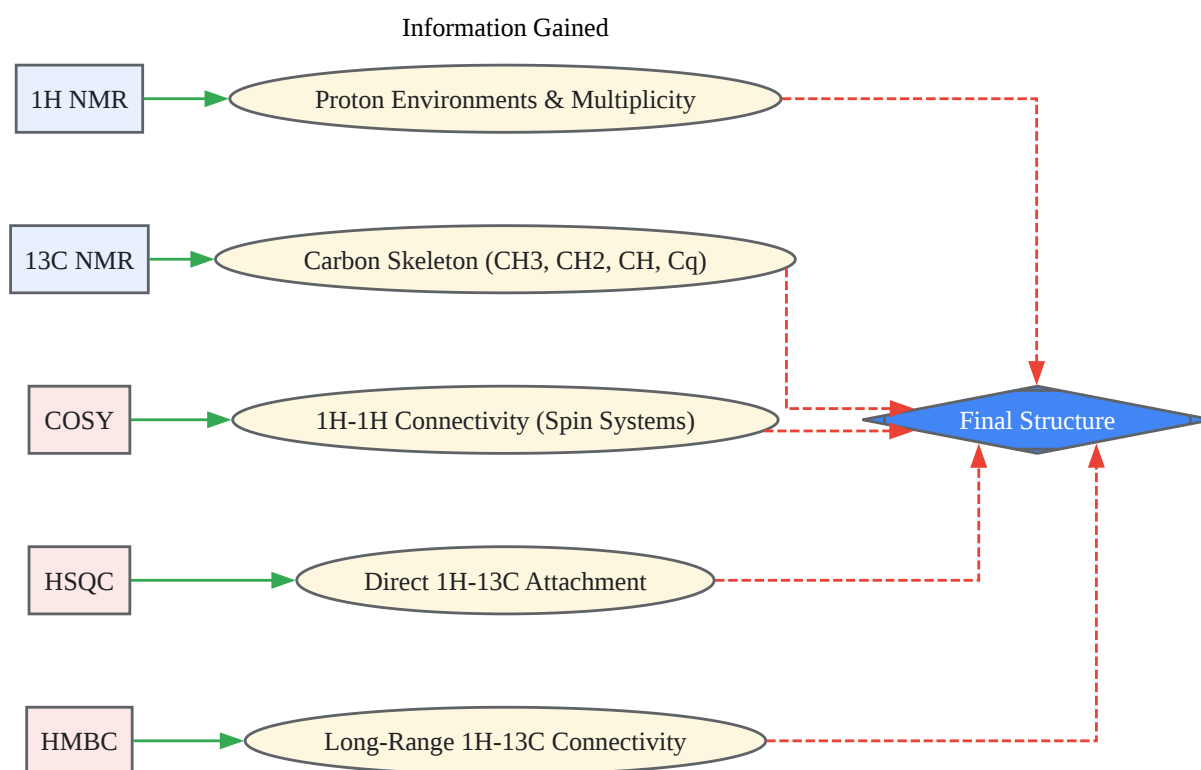 Information Gained
1H NMR
Proton Environments & Multiplicity
13C NMR
Carbon Skeleton (CH3, CH2, CH, Cq)
COSY
1H-1H Connectivity (Spin Systems)
Final Structure
HSQC
Direct 1H-13C Attachment
HMBC
Long-Range 1H-13C Connectivity